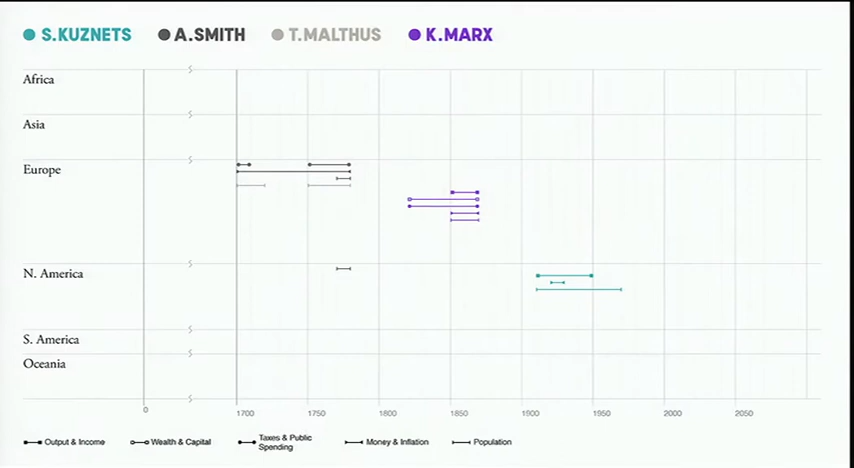 S.KUZNETS A.SMITH T.MALTHUS K.MARX
Africa
Asia
Europe
N. America
S. America
Oceania
0 1700 1750 1800 1850 1900 1950 2000 2050
Output & Income Wealth & Capital Taxes & Public Spending Money & Inflation Population